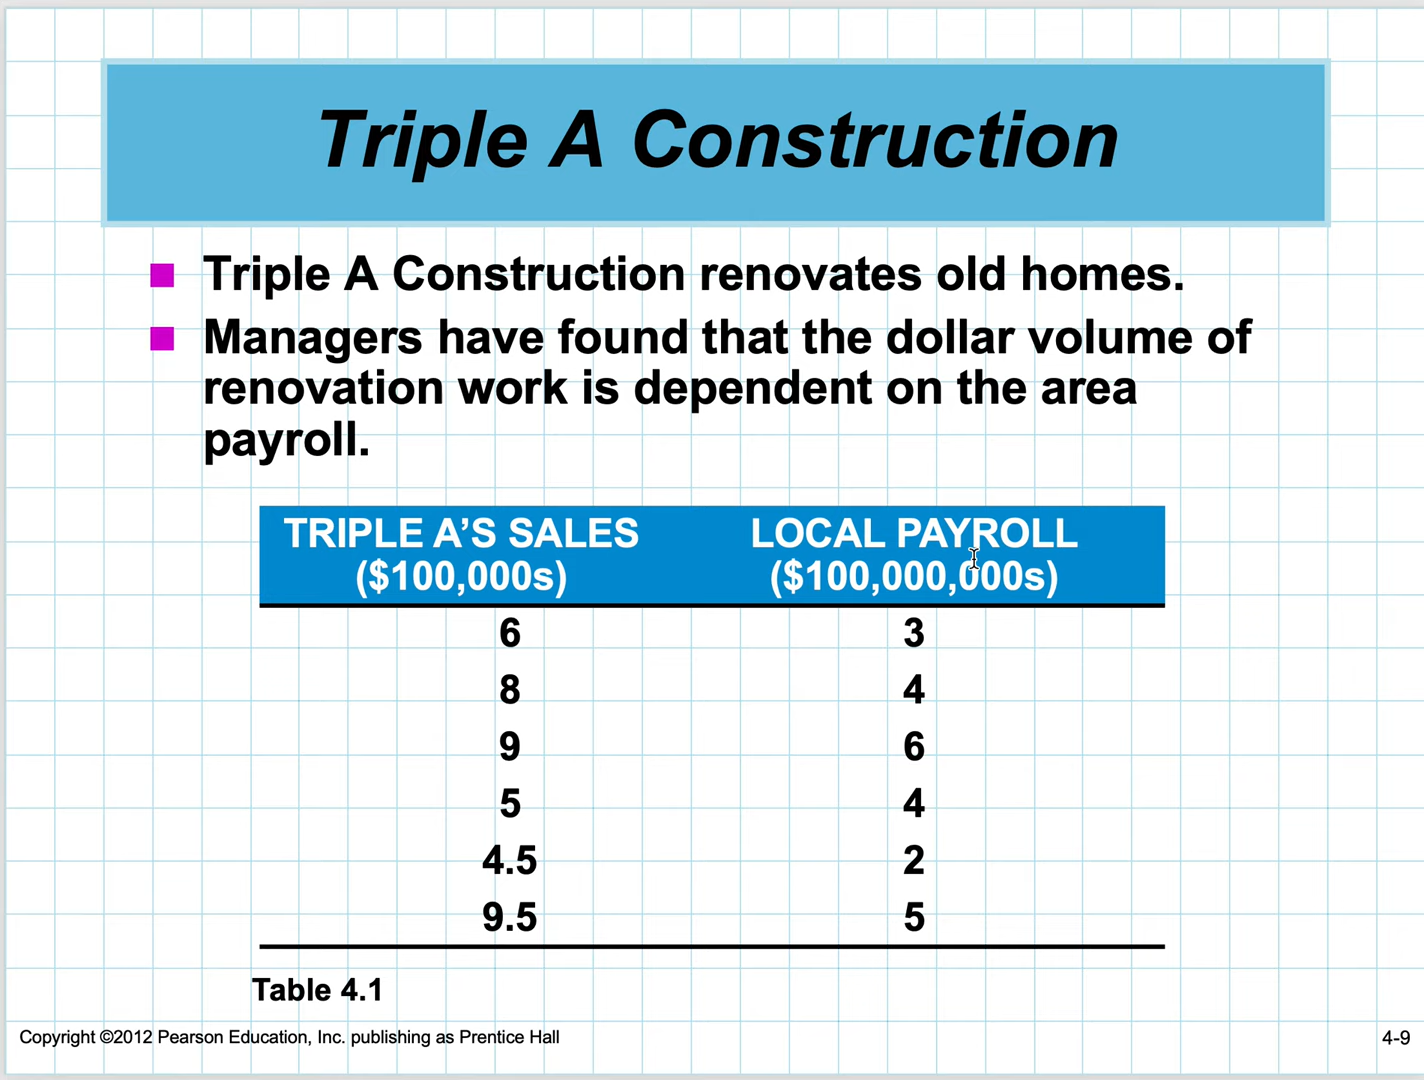 Triple A Construction
Triple A Construction renovates old homes.
Managers have found that the dollar volume of
renovation work is dependent on the area
payroll.
TRIPLE A’S SALES LOCAL PAYROLL
($100,000s) ($100,000,000s)
6 3
8 4
9 6
5 4
4.5 2
9.5 5
Table 4.1
Copyright ©2012 Pearson Education, Inc. publishing as Prentice Hall 4-9